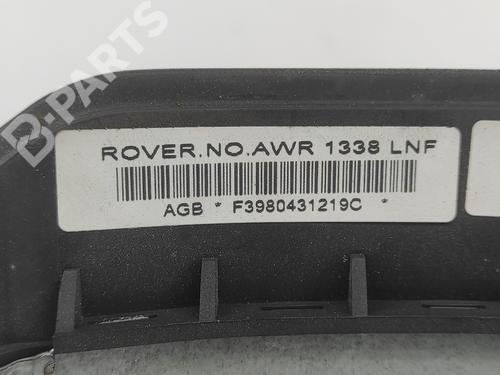 B-PARTS
ROVER.NO.AWR 1338 LNF
AGB * F3980431219C *